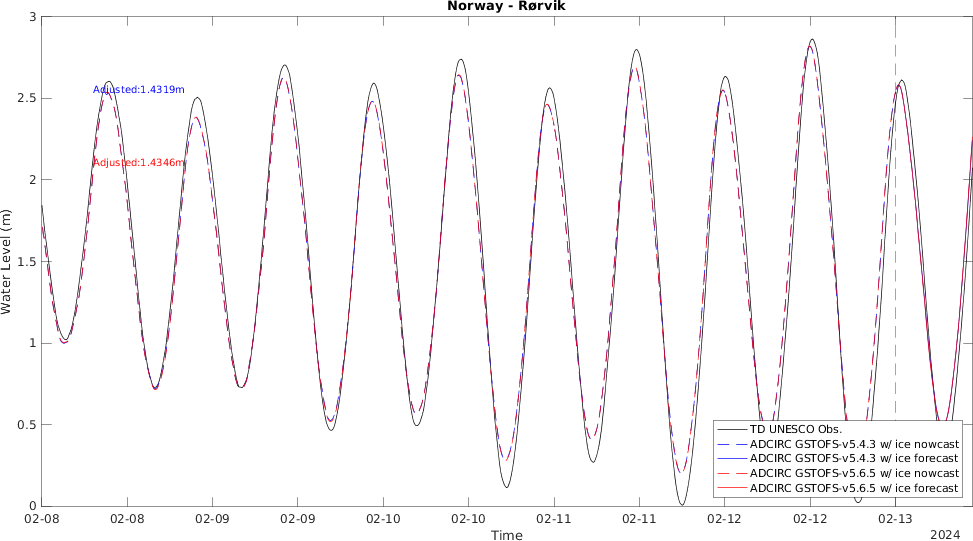 Norway - Rørvik
3
2.5
2
1.5
1
0.5
0
Water Level (m)
Adjusted:1.4319m
Adjusted:1.4346m
TD UNESCO Obs.
ADCIRC GSTOFS-v5.4.3 w/ ice nowcast
ADCIRC GSTOFS-v5.4.3 w/ ice forecast
ADCIRC GSTOFS-v5.6.5 w/ ice nowcast
ADCIRC GSTOFS-v5.6.5 w/ ice forecast
02-08 02-08 02-09 02-09 02-10 02-10 02-11 02-11 02-12 02-12 02-13
Time
2024